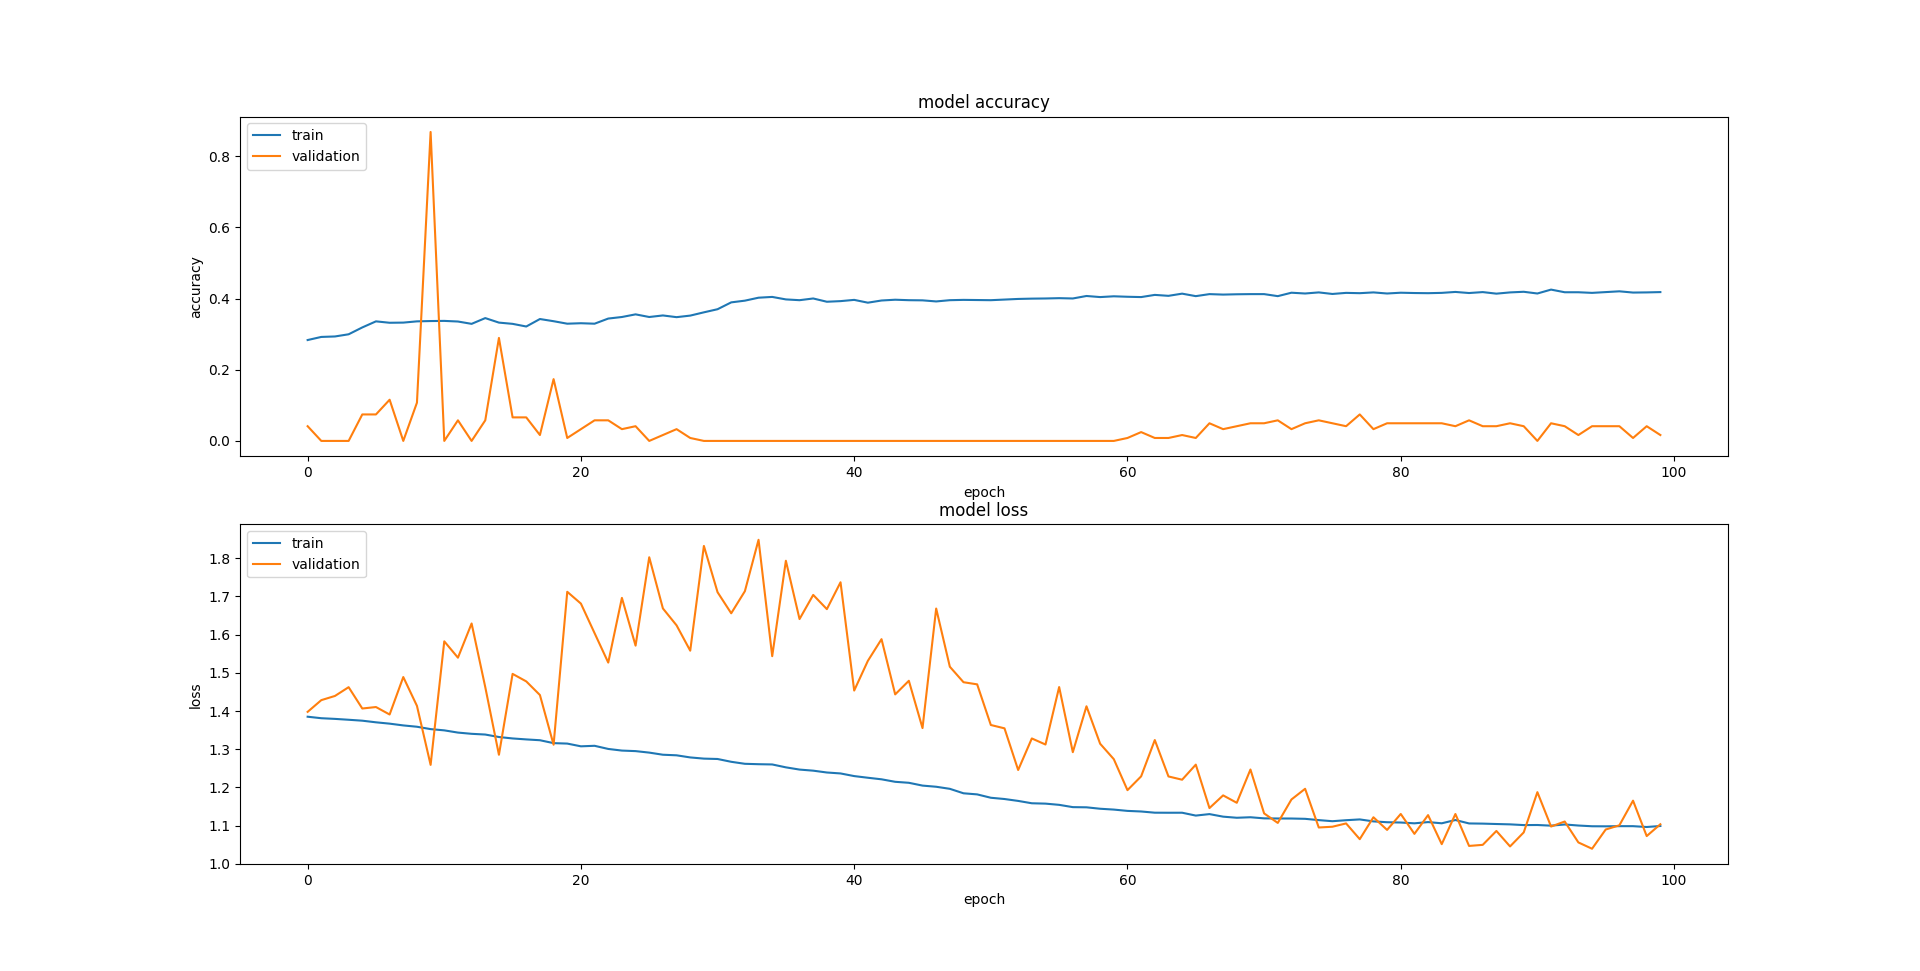 model accuracy
train
validation
0.8
0.6
0.4
0.2
0.0
accuracy
0 20 40 60 80 100
epoch
model loss
train
validation
1.8
1.7
1.6
1.5
1.4
1.3
1.2
1.1
1.0
loss
0 20 40 60 80 100
epoch